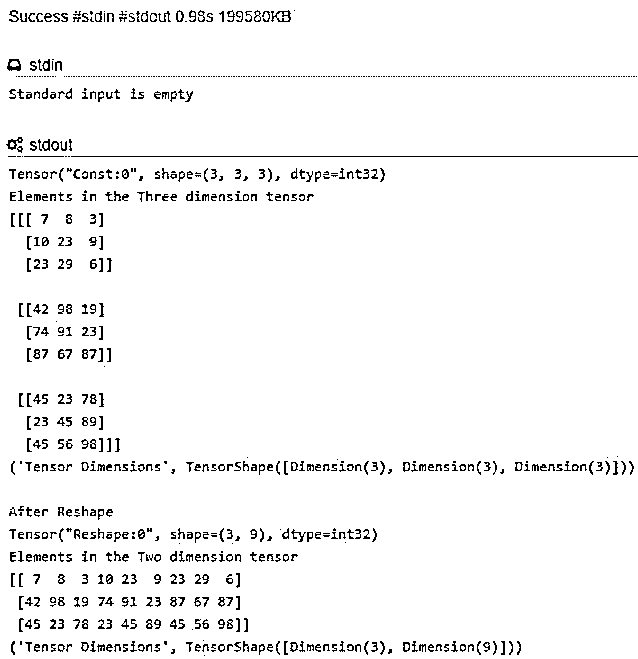 Success #stdin #stdout 0.98s 199580KB
stdin
Standard input is empty
stdout
Tensor("Const:0", shape=(3, 3, 3), dtype=int32)
Elements in the Three dimension tensor
[[[ 7  8  3]
  [10 23  9]
  [23 29  6]]
 [[42 98 19]
  [74 91 23]
  [87 67 87]]
 [[45 23 78]
  [23 45 89]
  [45 56 98]]]
('Tensor Dimensions', TensorShape([Dimension(3), Dimension(3), Dimension(3)]))
After Reshape
Tensor("Reshape:0", shape=(3, 9), dtype=int32)
Elements in the Two dimension tensor
[[ 7  8  3 10 23  9 23 29  6]
 [42 98 19 74 91 23 87 67 87]
 [45 23 78 23 45 89 45 56 98]]
('Tensor Dimensions', TensorShape([Dimension(3), Dimension(9)]))